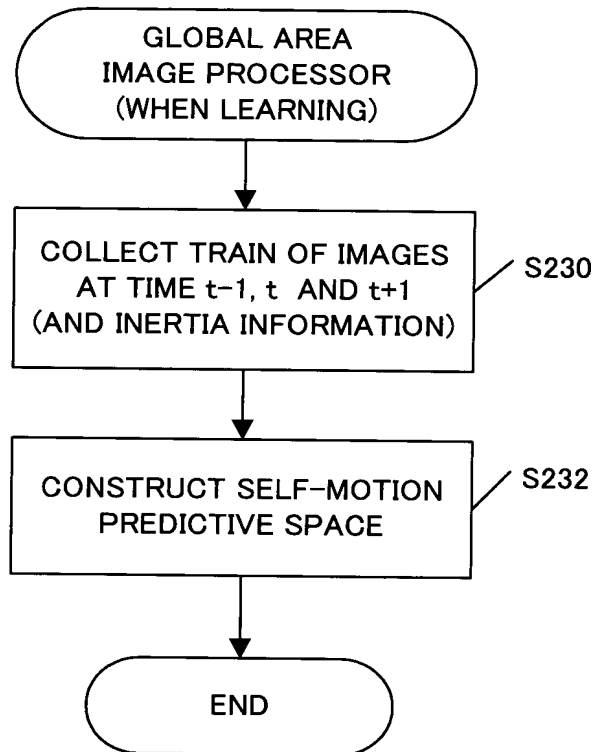 GLOBAL AREA
IMAGE PROCESSOR
(WHEN LEARNING)
COLLECT TRAIN OF IMAGES
AT TIME t-1, t AND t+1
(AND INERTIA INFORMATION)
S230
CONSTRUCT SELF-MOTION
PREDICTIVE SPACE
S232
END